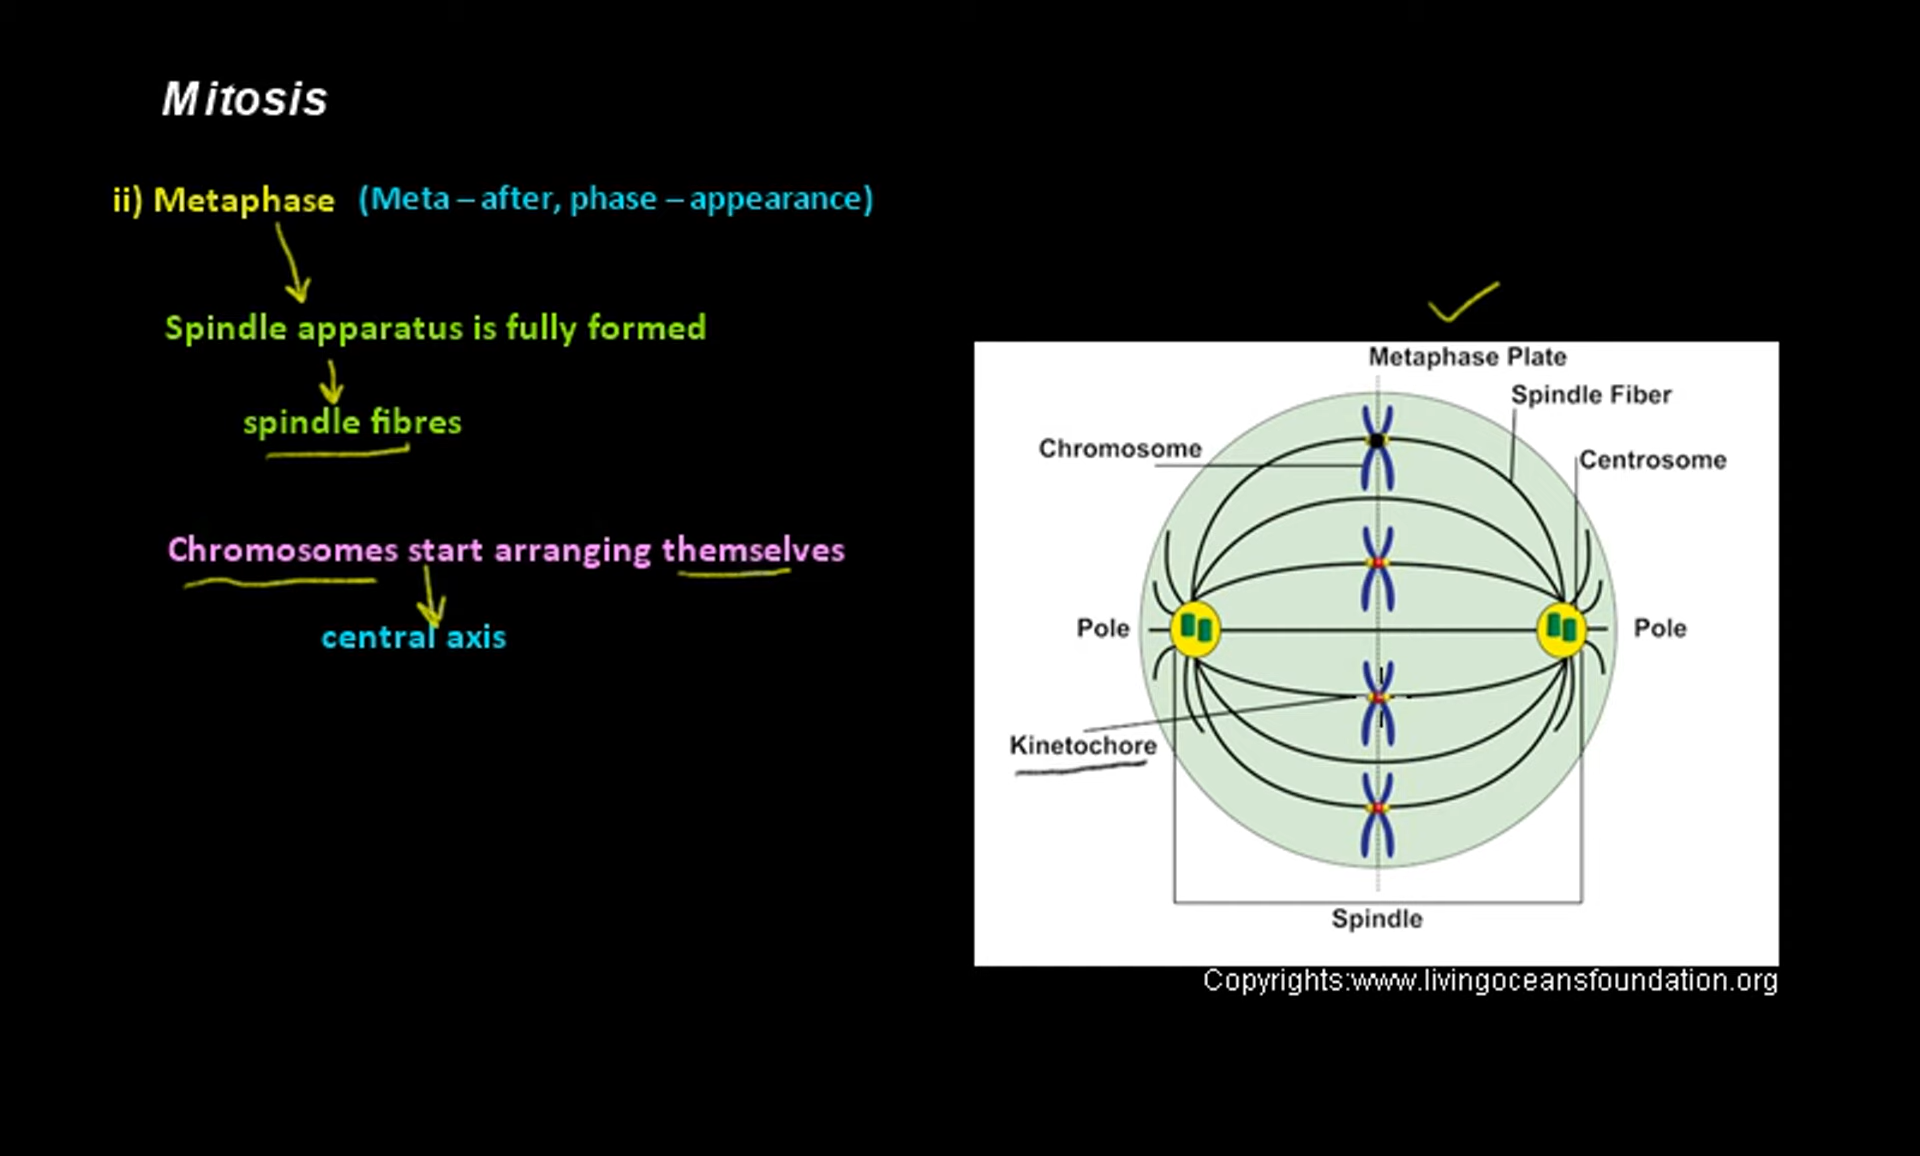 Mitosis
ii) Metaphase (Meta – after, phase – appearance)
Spindle apparatus is fully formed
spindle fibres
Chromosomes start arranging themselves
central axis
Metaphase Plate
Spindle Fiber
Chromosome
Centrosome
Pole
Pole
Kinetochore
Spindle
Copyrights:www.livingoceansfoundation.org